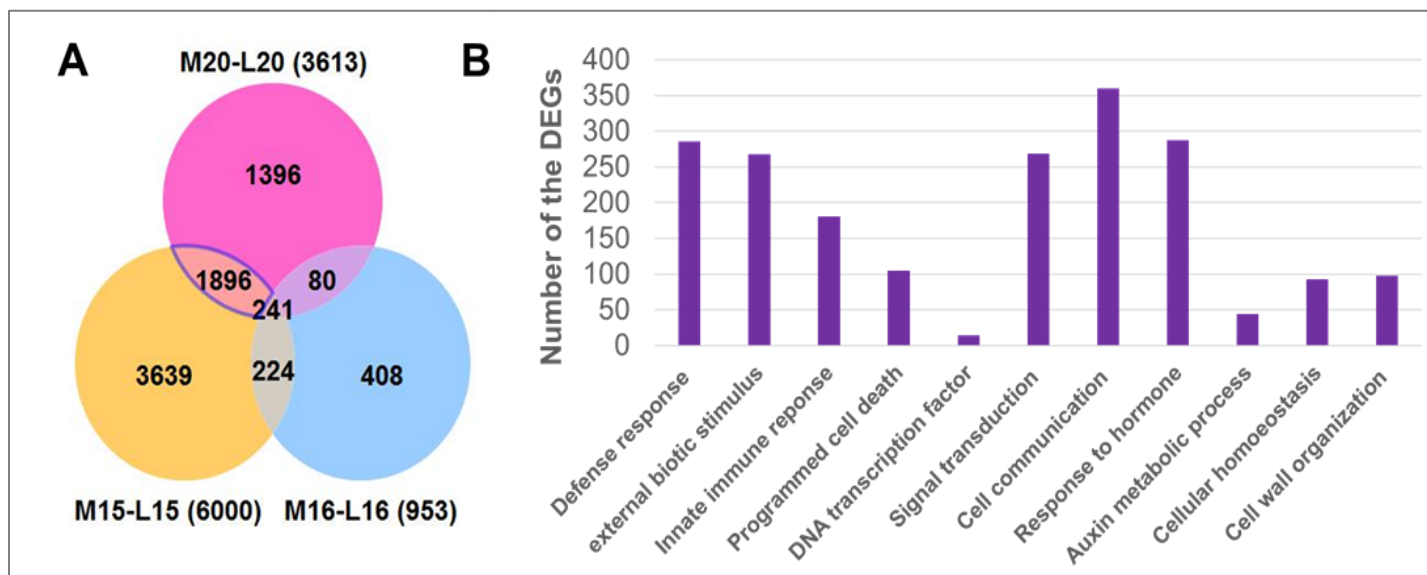 A
M20-L20 (3613)
1396
1896
80
241
224
3639
408
M15-L15 (6000)
M16-L16 (953)
B
Number of the DEGs
400
350
300
250
200
150
100
50
0
Defense response
external biotic stimulus
Innate immune reponse
Programmed cell death
DNA transcription factor
Signal transduction
Cell communication
Response to hormone
Auxin metabolic process
Cellular homoeostasis
Cell wall organization